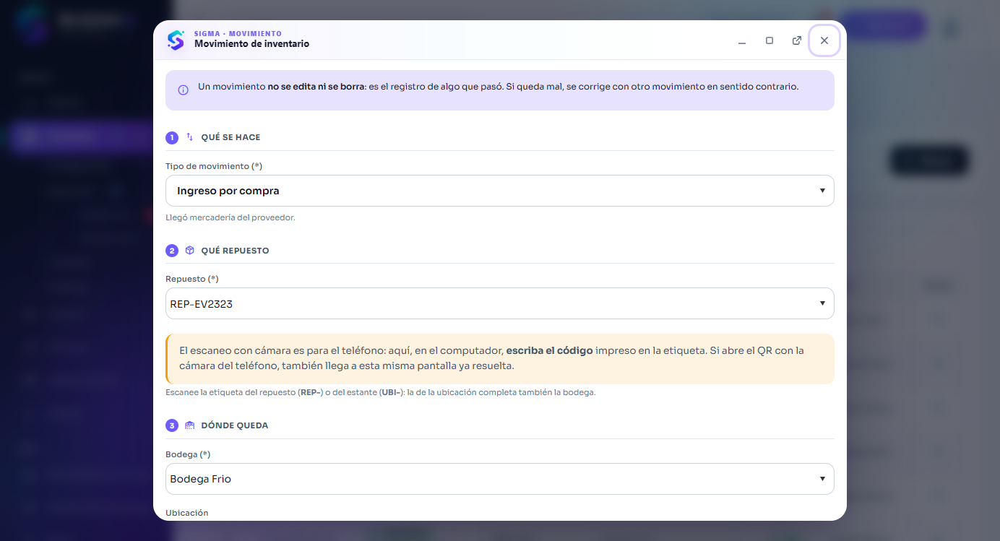 SIGMA · MOVIMIENTO
Movimiento de inventario
Un movimiento no se edita ni se borra: es el registro de algo que pasó. Si queda mal, se corrige con otro movimiento en sentido contrario.
1 QUÉ SE HACE
Tipo de movimiento (*)
Ingreso por compra
Llegó mercadería del proveedor.
2 QUÉ REPUESTO
Repuesto (*)
REP-EV2323
El escaneo con cámara es para el teléfono: aquí, en el computador, escriba el código impreso en la etiqueta. Si abre el QR con la
cámara del teléfono, también llega a esta misma pantalla ya resuelta.
Escanee la etiqueta del repuesto (REP-) o del estante (UBI-): la de la ubicación completa también la bodega.
3 DÓNDE QUEDA
Bodega (*)
Bodega Frio
Ubicación